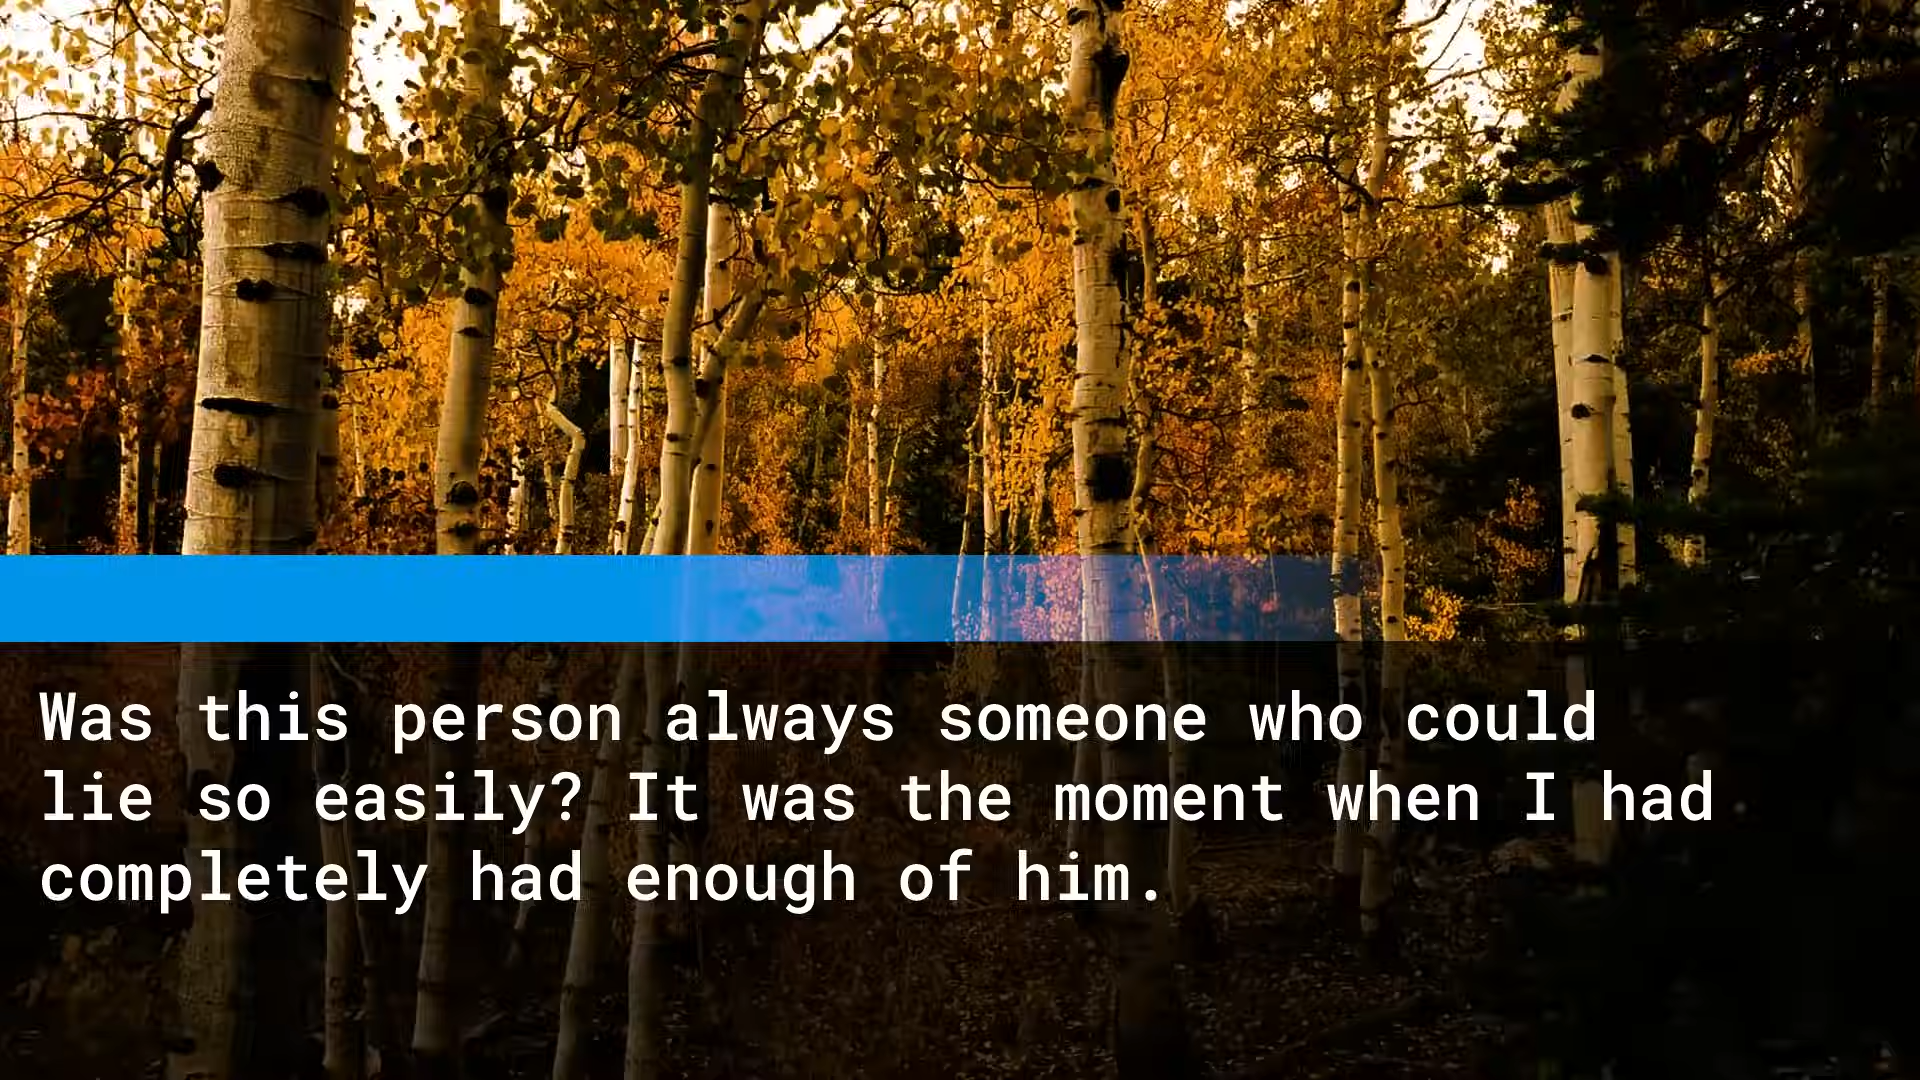 Was this person always someone who could
lie so easily? It was the moment when I had
completely had enough of him.